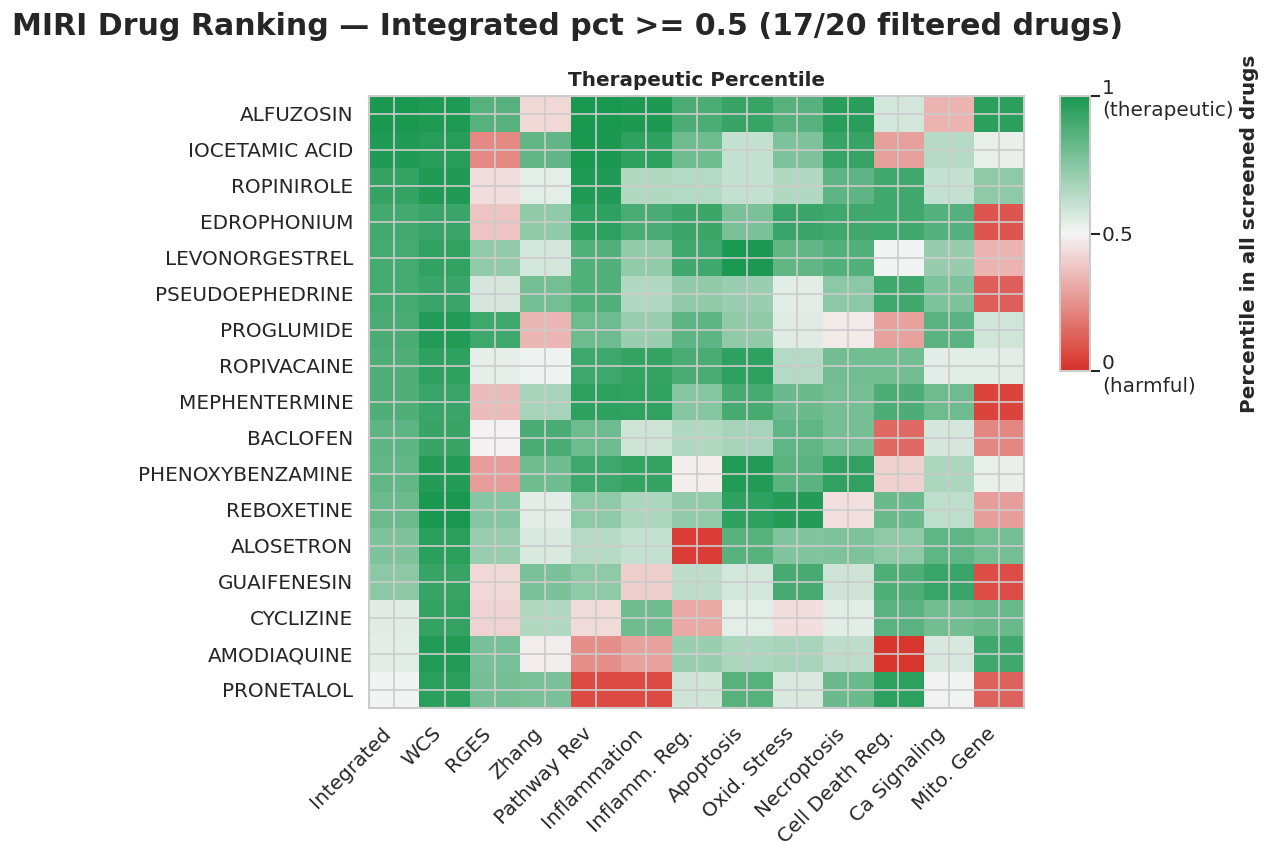 MIRI Drug Ranking — Integrated pct >= 0.5 (17/20 filtered drugs)
Therapeutic Percentile
ALFUZOSIN
IOCETAMIC ACID
ROPINIROLE
EDROPHONIUM
LEVONORGESTREL
PSEUDOEPHEDRINE
PROGLUMIDE
ROPIVACAINE
MEPHENTERMINE
BACLOFEN
PHENOXYBENZAMINE
REBOXETINE
ALOSETRON
GUAIFENESIN
CYCLIZINE
AMODIAQUINE
PRONETALOL
Integrated
WCS
RGES
Zhang
Pathway Rev
Inflammation
Inflamm. Reg.
Apoptosis
Oxid. Stress
Necroptosis
Cell Death Reg.
Ca Signaling
Mito. Gene
1
(therapeutic)
0.5
0
(harmful)
Percentile in all screened drugs